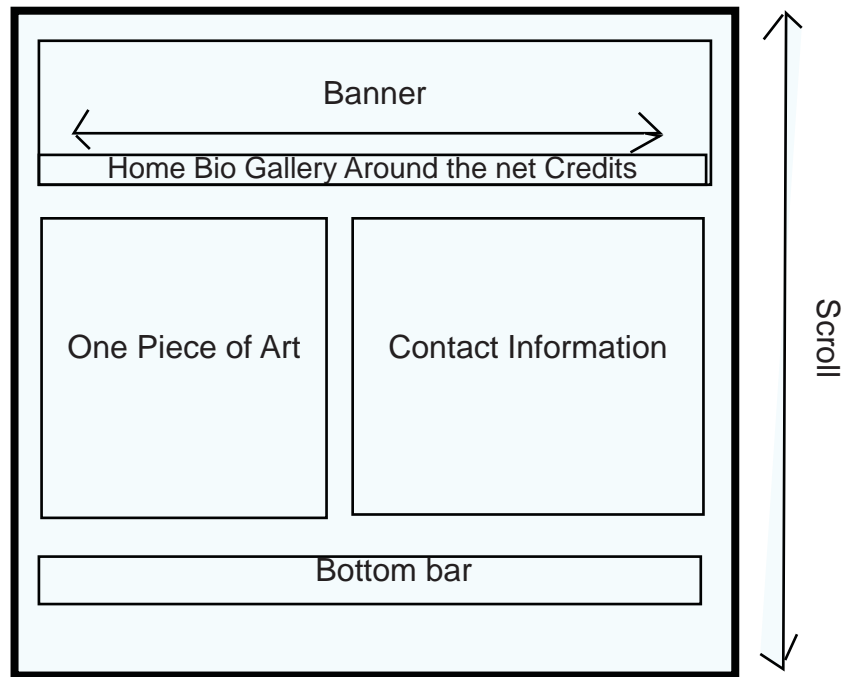 Banner
Home Bio Gallery Around the net Credits
One Piece of Art
Contact Information
Scroll
Bottom bar